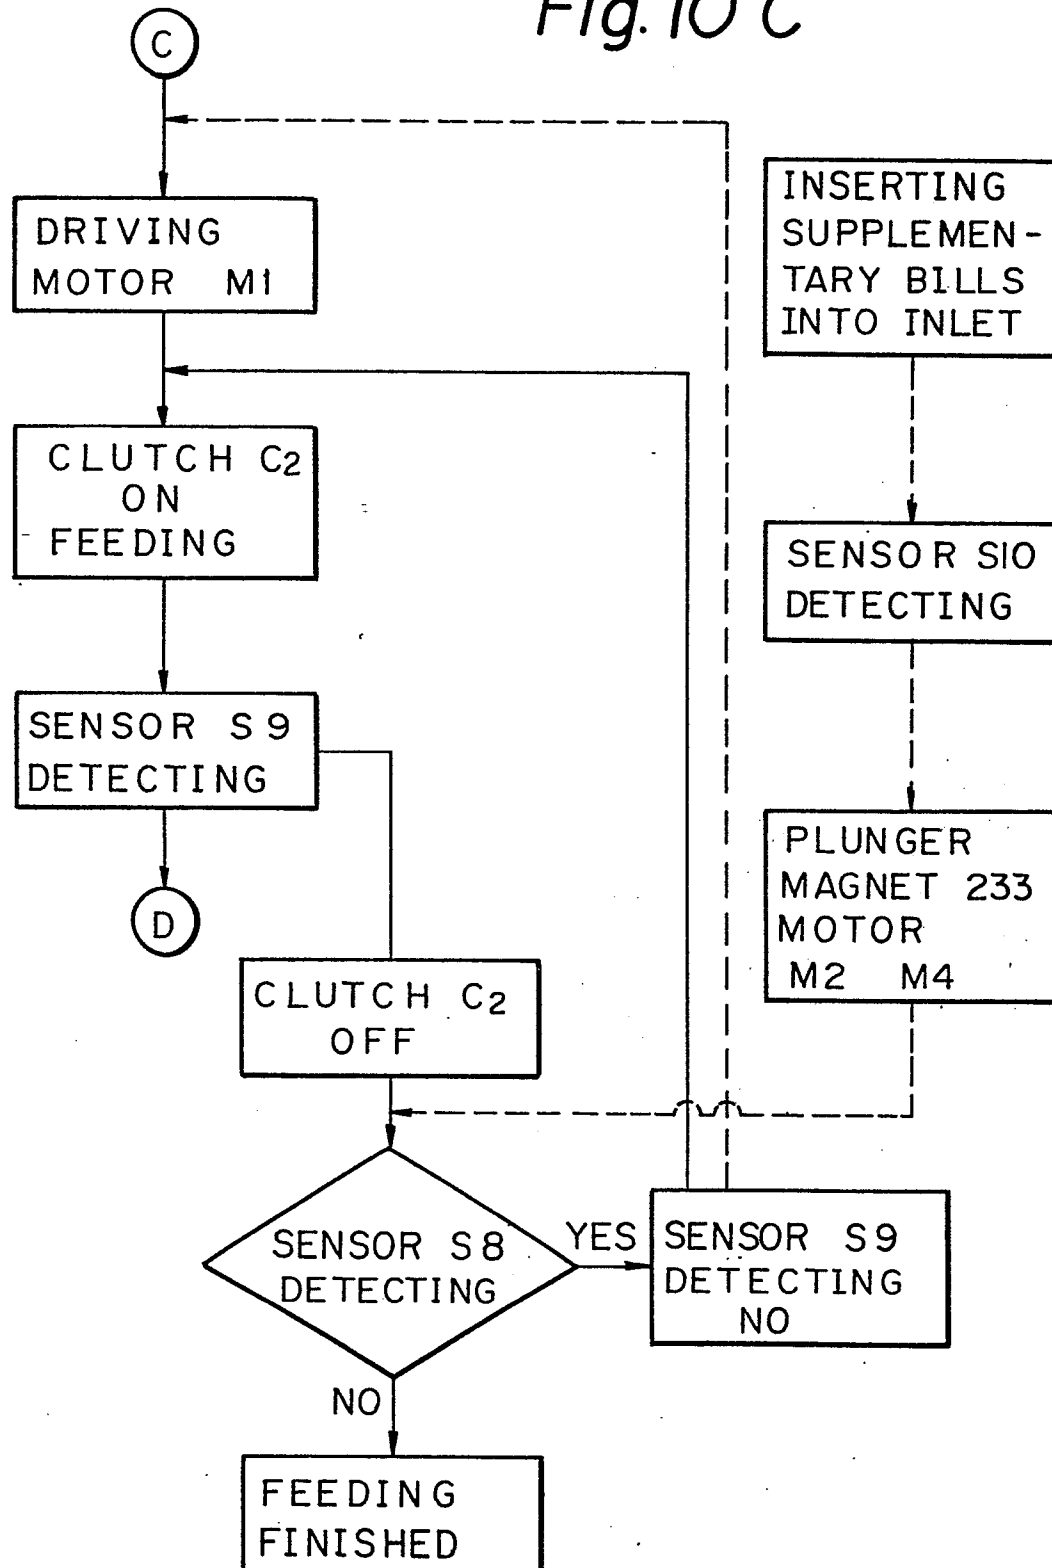 Fig. 10 C
C
DRIVING
MOTOR M1
CLUTCH C2
ON
FEEDING
SENSOR S9
DETECTING
D
CLUTCH C2
OFF
SENSOR S8
DETECTING
YES
NO
SENSOR S9
DETECTING
NO
FEEDING
FINISHED
INSERTING
SUPPLEMEN-
TARY BILLS
INTO INLET
SENSOR S10
DETECTING
PLUNGER
MAGNET 233
MOTOR
M2 M4